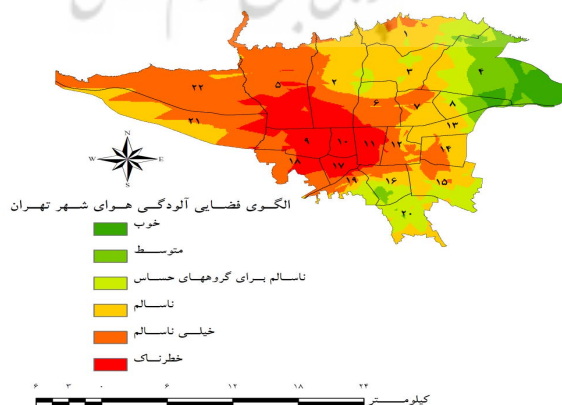 ۱
۲
۳
۴
۵
۶
۷
۸
۲۲
۲۱
۱۳
۹
۱۰
۱۱
۱۲
۱۴
۱۸
۱۷
۱۹
۱۶
۱۵
۲۰
N
W E
S
الگوی فضایی آلودگی هوای شهر تهران
خوب
متوسط
ناسالم برای گروههای حساس
ناسالم
خیلی ناسالم
خطرناک
۶ ۳ ۰ ۶ ۱۲ ۱۸ ۲۴
کیلومتر